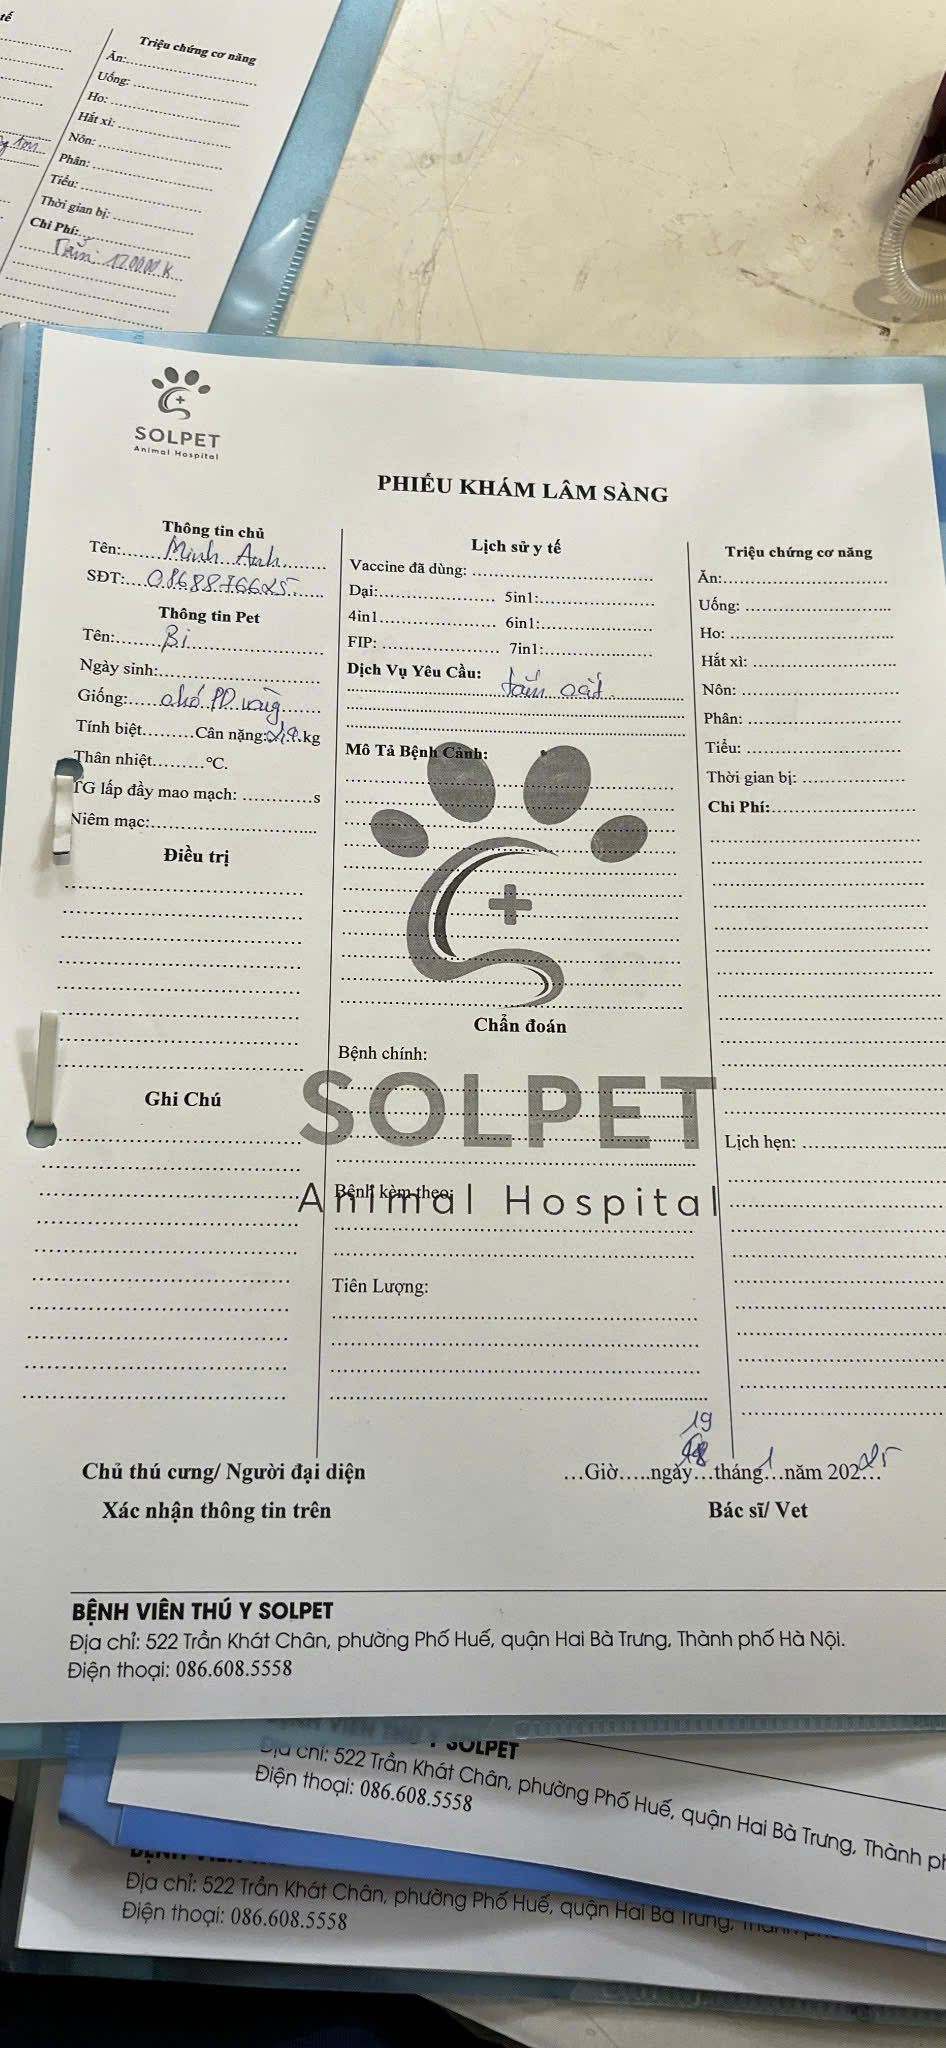 tế
Triệu chứng cơ năng
Ăn:
Uống:
Ho:
Hắt xì:
Nôn:
Phân:
Tiểu:
Thời gian bị:
Chi Phí:
Tắm 120000K
SOLPET
Animal Hospital
PHIẾU KHÁM LÂM SÀNG
Thông tin chủ
Tên: Minh Anh
SĐT: 0868876625
Thông tin Pet
Tên: Bi
Ngày sinh:
Giống: chó PD vàng
Tính biệt......... Cân nặng: kg
Thân nhiệt.........°C.
TG lấp đầy mao mạch: ............s
Niêm mạc:
Điều trị
Ghi Chú
Lịch sử y tế
Vaccine đã dùng:
Dại: 5in1:
4in1 6in1:
FIP: 7in1:
Dịch Vụ Yêu Cầu: tắm cắt
Mô Tả Bệnh Cảnh:
Chẩn đoán
Bệnh chính:
SOLPET
Bệnh kèm theo:
Animal Hospital
Tiên Lượng:
Triệu chứng cơ năng
Ăn:
Uống:
Ho:
Hắt xì:
Nôn:
Phân:
Tiểu:
Thời gian bị:
Chi Phí:
Lịch hẹn:
19
...Giờ.....ngày 18 tháng 1 năm 202 25
Chủ thú cưng/ Người đại diện
Xác nhận thông tin trên
Bác sĩ/ Vet
BỆNH VIÊN THÚ Y SOLPET
Địa chỉ: 522 Trần Khát Chân, phường Phố Huế, quận Hai Bà Trưng, Thành phố Hà Nội.
Điện thoại: 086.608.5558
SOLPET
Địa chỉ: 522 Trần Khát Chân, phường Phố Huế, quận Hai Bà Trưng, Thành ph
Điện thoại: 086.608.5558
Địa chỉ: 522 Trần Khát Chân, phường Phố Huế, quận Hai Bà Trưng,
Điện thoại: 086.608.5558